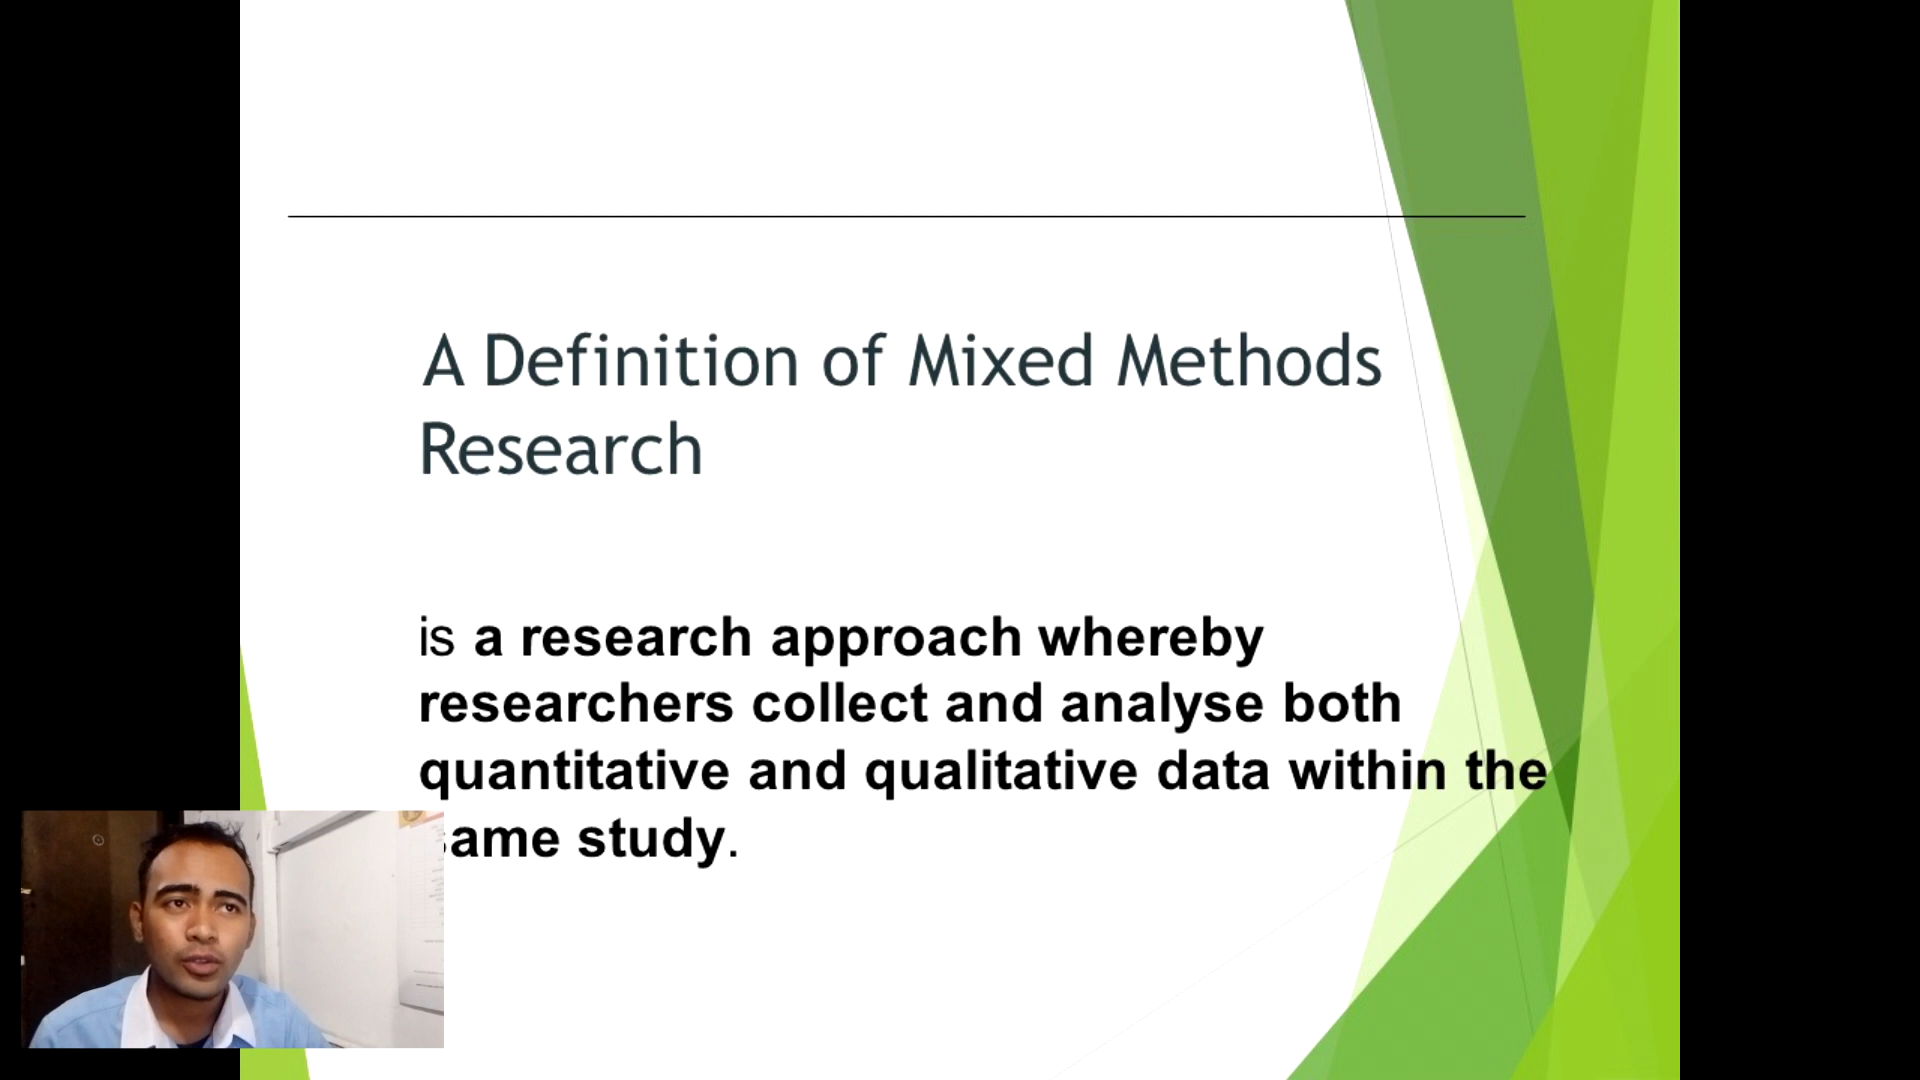 A Definition of Mixed Methods
Research
is a research approach whereby
researchers collect and analyse both
quantitative and qualitative data within the
ame study.